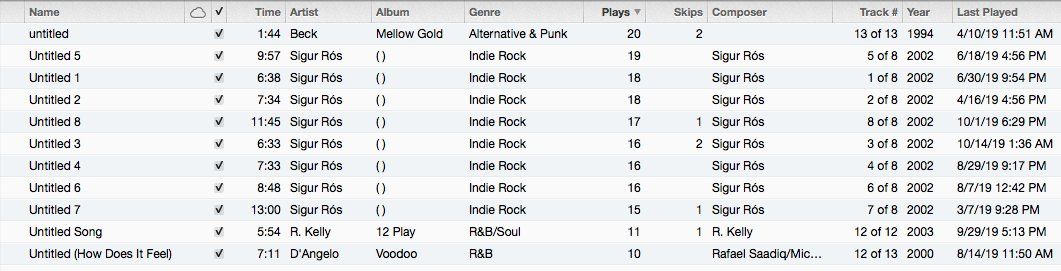 Name ✓ Time Artist Album Genre Plays ▼ Skips Composer Track # Year Last Played
untitled ✓ 1:44 Beck Mellow Gold Alternative & Punk 20 2 13 of 13 1994 4/10/19 11:51 AM
Untitled 5 ✓ 9:57 Sigur Rós ( ) Indie Rock 19 Sigur Rós 5 of 8 2002 6/18/19 4:56 PM
Untitled 1 ✓ 6:38 Sigur Rós ( ) Indie Rock 18 Sigur Rós 1 of 8 2002 6/30/19 9:54 PM
Untitled 2 ✓ 7:34 Sigur Rós ( ) Indie Rock 18 Sigur Rós 2 of 8 2002 4/16/19 4:56 PM
Untitled 8 ✓ 11:45 Sigur Rós ( ) Indie Rock 17 1 Sigur Rós 8 of 8 2002 10/1/19 6:29 PM
Untitled 3 ✓ 6:33 Sigur Rós ( ) Indie Rock 16 2 Sigur Rós 3 of 8 2002 10/14/19 1:36 AM
Untitled 4 ✓ 7:33 Sigur Rós ( ) Indie Rock 16 Sigur Rós 4 of 8 2002 8/29/19 9:17 PM
Untitled 6 ✓ 8:48 Sigur Rós ( ) Indie Rock 16 Sigur Rós 6 of 8 2002 8/7/19 12:42 PM
Untitled 7 ✓ 13:00 Sigur Rós ( ) Indie Rock 15 1 Sigur Rós 7 of 8 2002 3/7/19 9:28 PM
Untitled Song ✓ 5:54 R. Kelly 12 Play R&B/Soul 11 1 R. Kelly 12 of 12 2003 9/29/19 5:13 PM
Untitled (How Does It Feel) ✓ 7:11 D'Angelo Voodoo R&B 10 Rafael Saadiq/Mic... 12 of 13 2000 8/14/19 11:50 AM